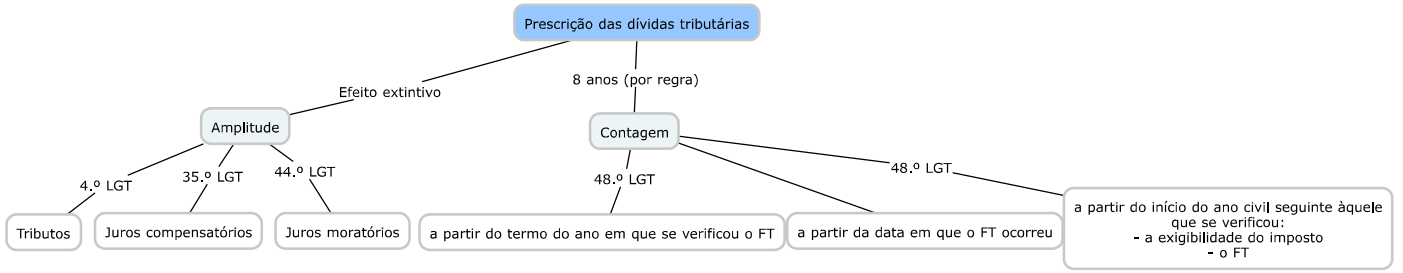 Prescrição das dívidas tributárias
Efeito extintivo
8 anos (por regra)
Amplitude
Contagem
4.º LGT
35.º LGT
44.º LGT
48.º LGT
48.º LGT
Tributos
Juros compensatórios
Juros moratórios
a partir do termo do ano em que se verificou o FT
a partir da data em que o FT ocorreu
a partir do início do ano civil seguinte àquele
que se verificou:
- a exigibilidade do imposto
- o FT